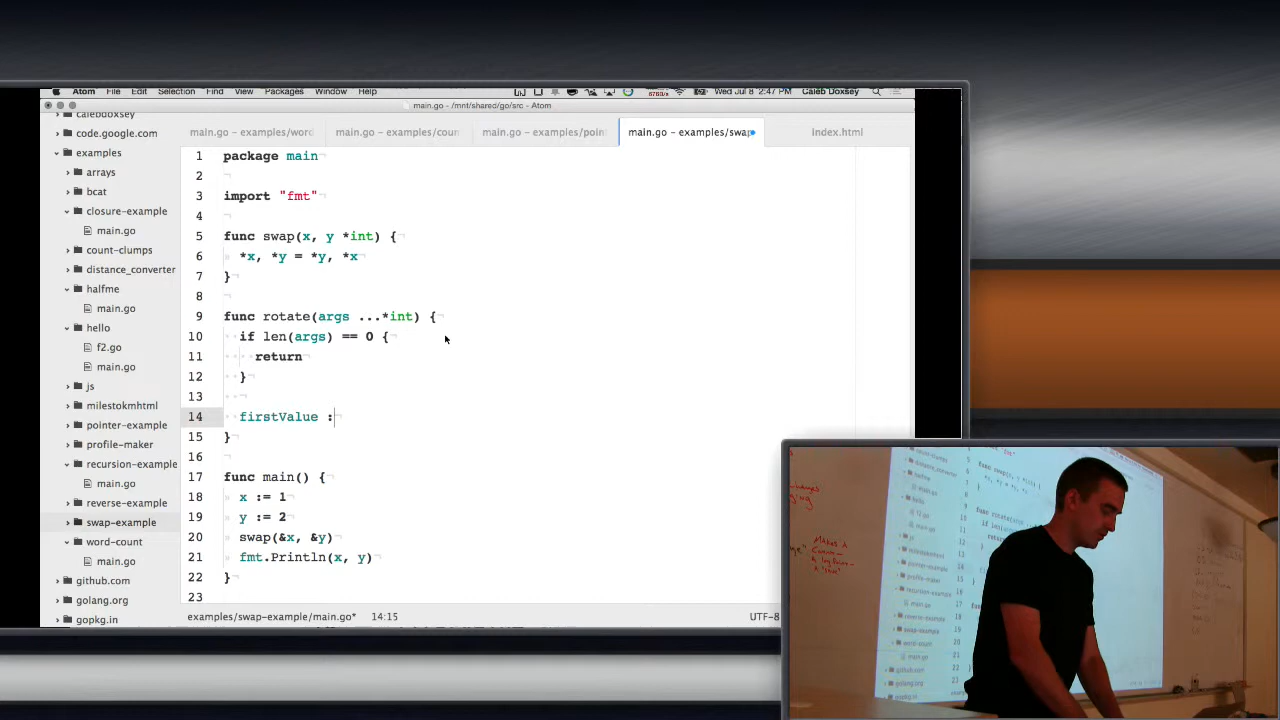 Atom File Edit View Selection Find Packages Window Help Wed Jul 8 2:47 PM Caleb Doxsey
main.go - /mnt/shared/go/src - Atom
calebdoxsey
code.google.com
examples
arrays
bcat
closure-example
main.go
count-clumps
distance_converter
halfme
main.go
hello
f2.go
main.go
js
milestokmhtml
pointer-example
profile-maker
recursion-example
main.go
reverse-example
swap-example
word-count
main.go
github.com
golang.org
gopkg.in
main.go - examples/word
main.go - examples/coun
main.go - examples/poin
main.go - examples/swap
index.html
1 package main
2
3 import "fmt"
4
5 func swap(x, y *int) {
6 *x, *y = *y, *x
7 }
8
9 func rotate(args ...*int) {
10 if len(args) == 0 {
11 return
12 }
13
14 firstValue :
15 }
16
17 func main() {
18 x := 1
19 y := 2
20 swap(&x, &y)
21 fmt.Println(x, y)
22 }
23
examples/swap-example/main.go* 14:15 UTF-8
MAKES A